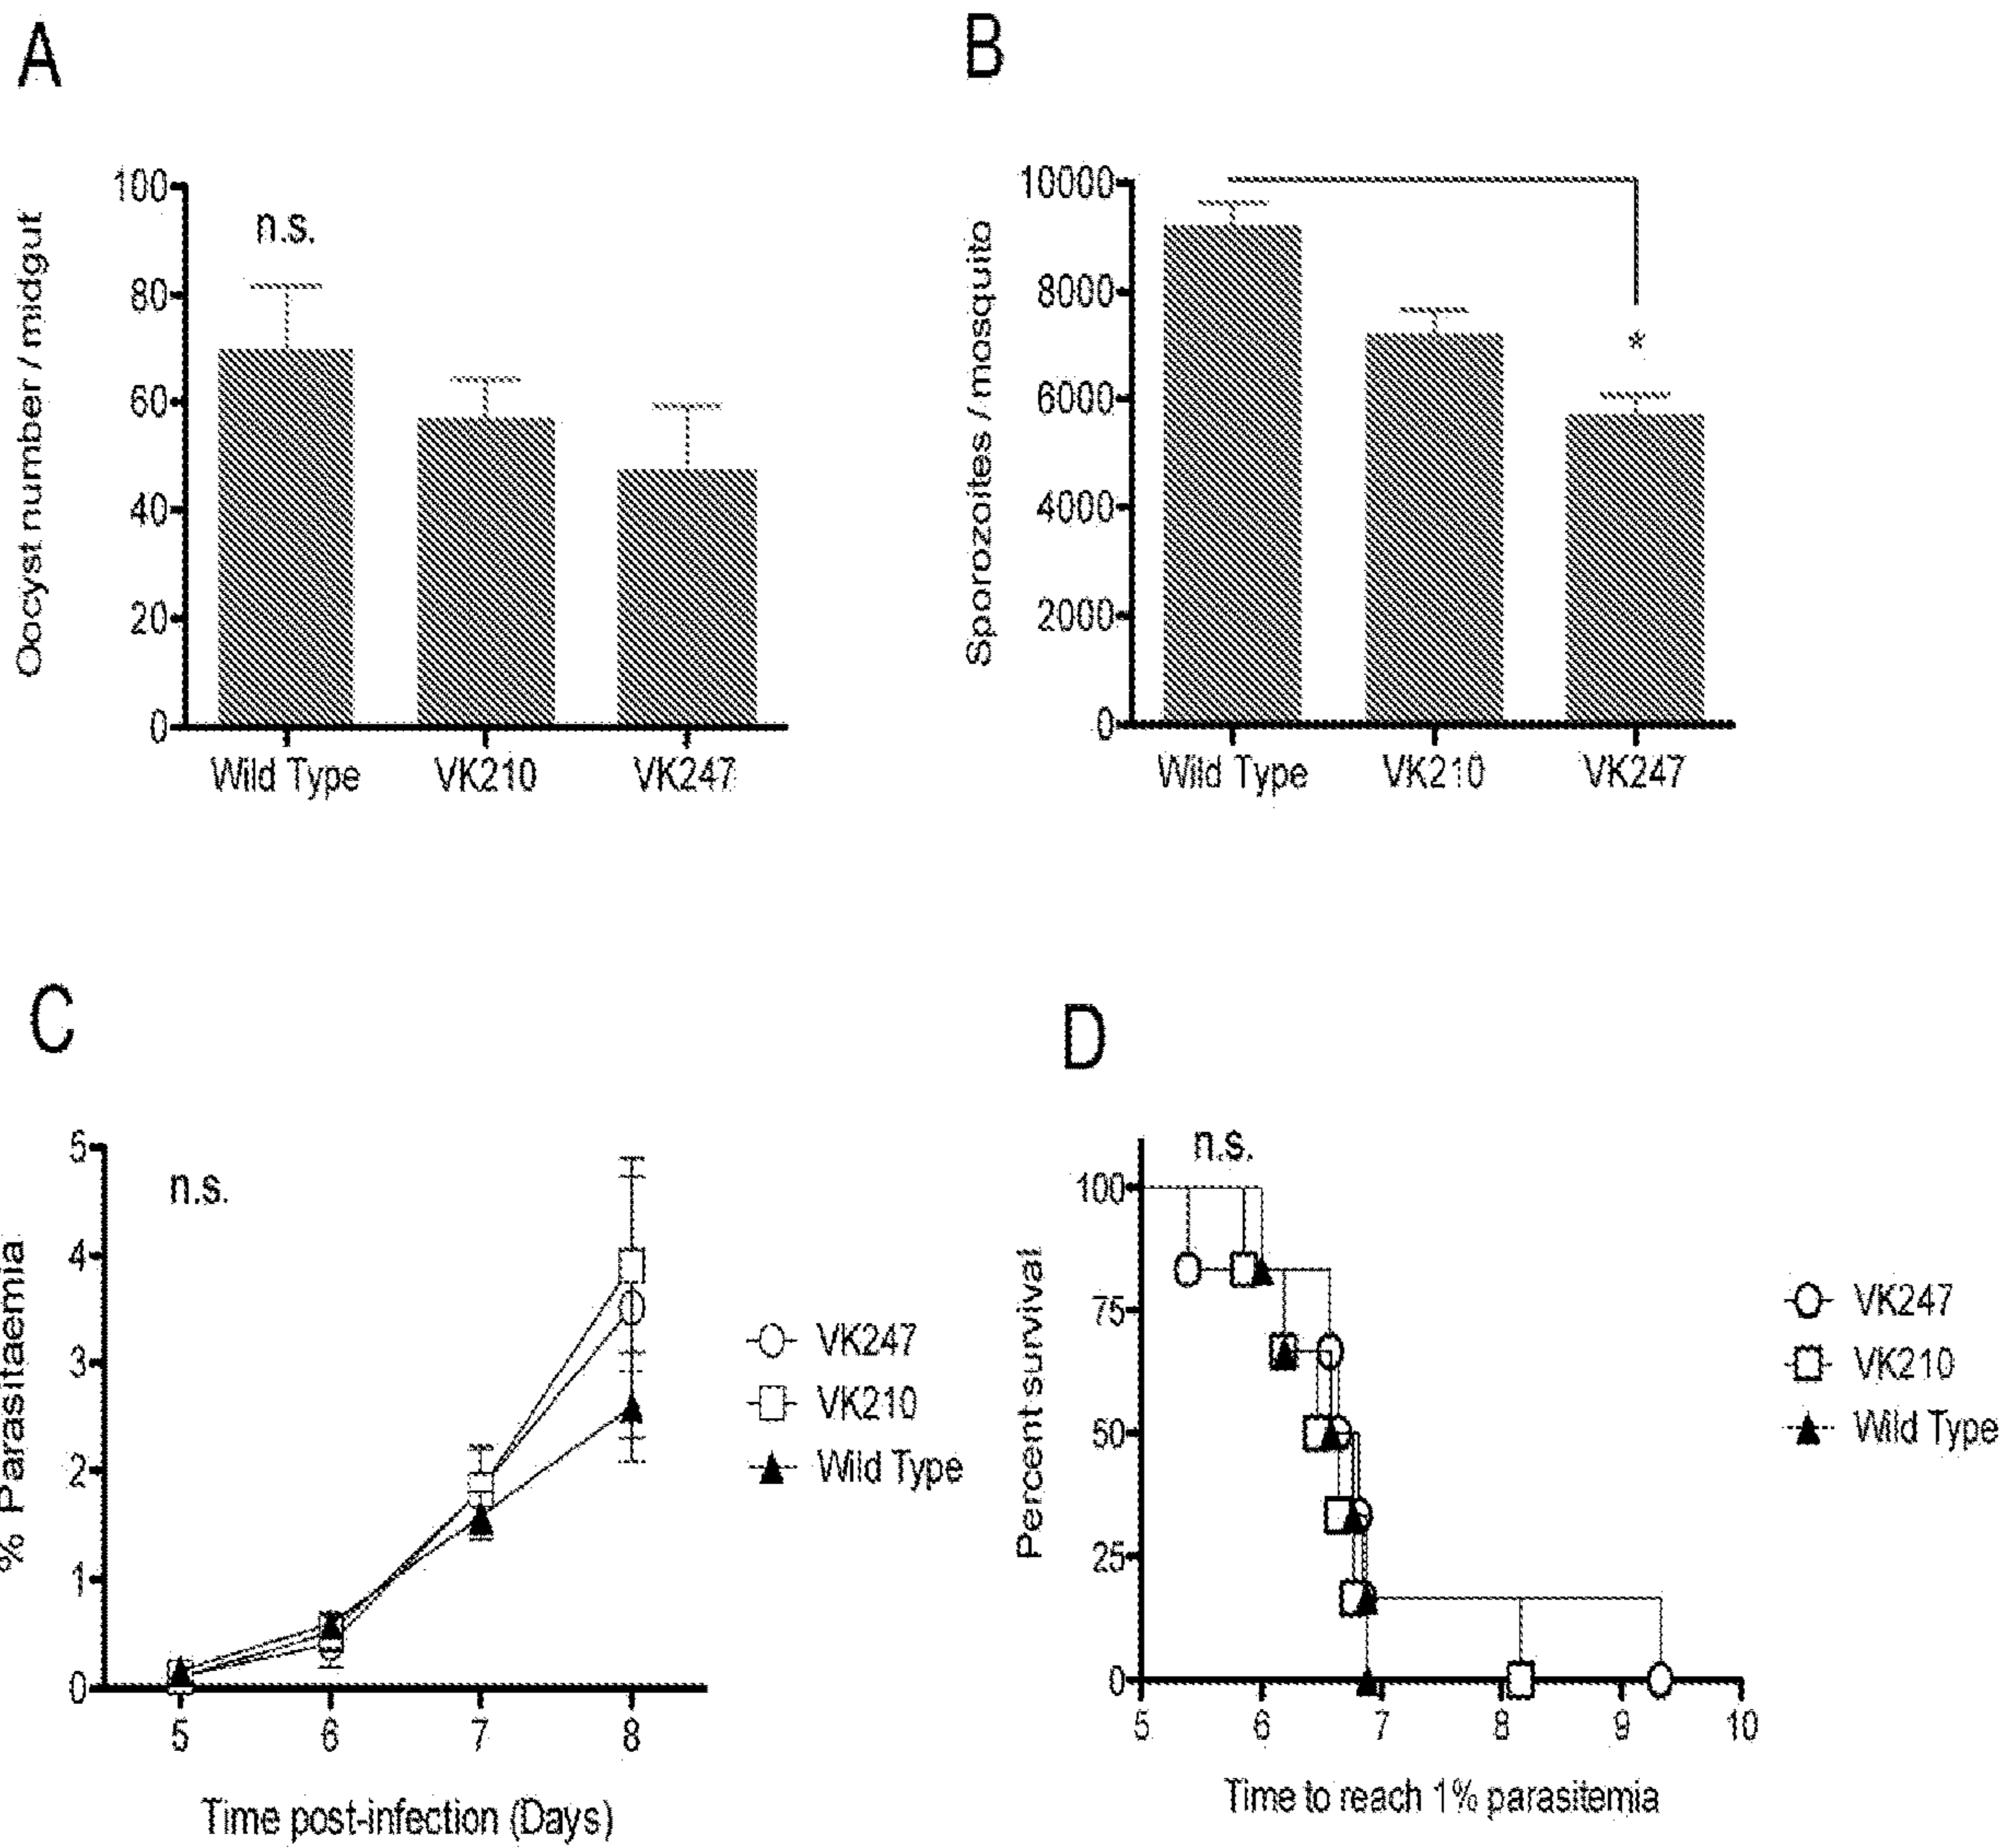 A
Oocyst number / midgut
100
80
60
40
20
0
n.s.
Wild Type VK210 VK247
B
Sporozoites / mosquito
10000
8000
6000
4000
2000
0
*
Wild Type VK210 VK247
C
% Parasitaemia
5
4
3
2
1
0
n.s.
5 6 7 8
Time post-infection (Days)
VK247
VK210
Wild Type
D
Percent survival
100
75
50
25
0
n.s.
5 6 7 8 9 10
Time to reach 1% parasitemia
VK247
VK210
Wild Type